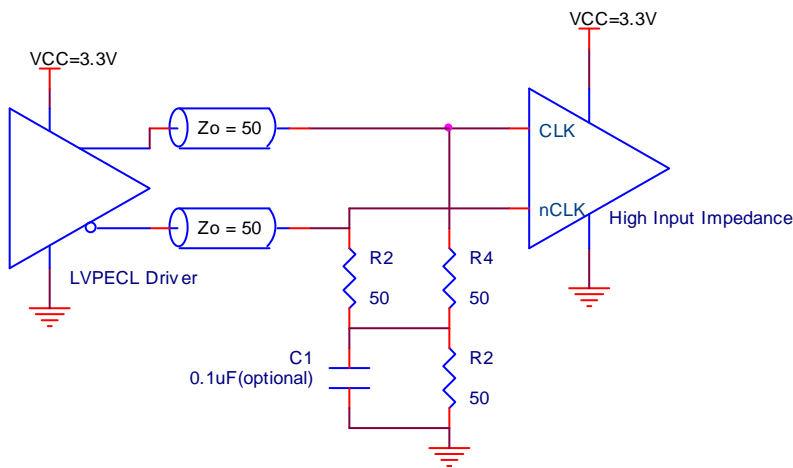 VCC=3.3V
VCC=3.3V
Zo = 50
CLK
Zo = 50
nCLK
High Input Impedance
LVPECL Driver
R2
50
R4
50
C1
0.1uF(optional)
R2
50